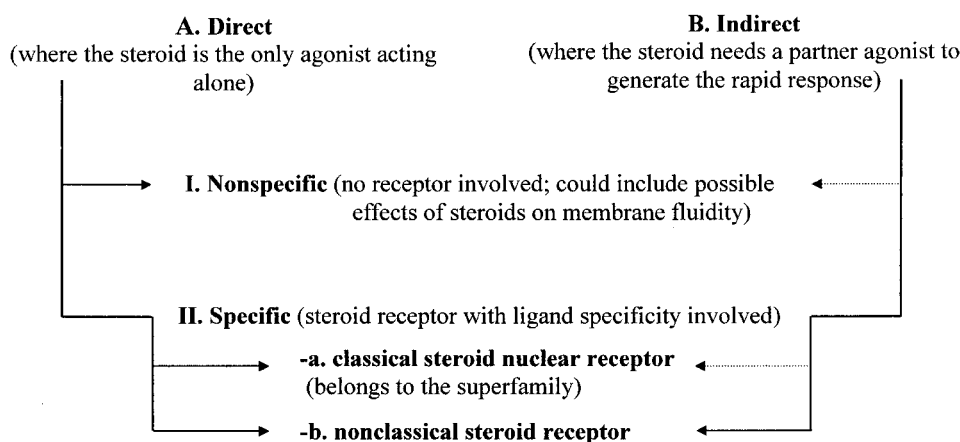 A. Direct
(where the steroid is the only agonist acting
alone)
B. Indirect
(where the steroid needs a partner agonist to
generate the rapid response)
I. Nonspecific (no receptor involved; could include possible
effects of steroids on membrane fluidity)
II. Specific (steroid receptor with ligand specificity involved)
-a. classical steroid nuclear receptor
(belongs to the superfamily)
-b. nonclassical steroid receptor